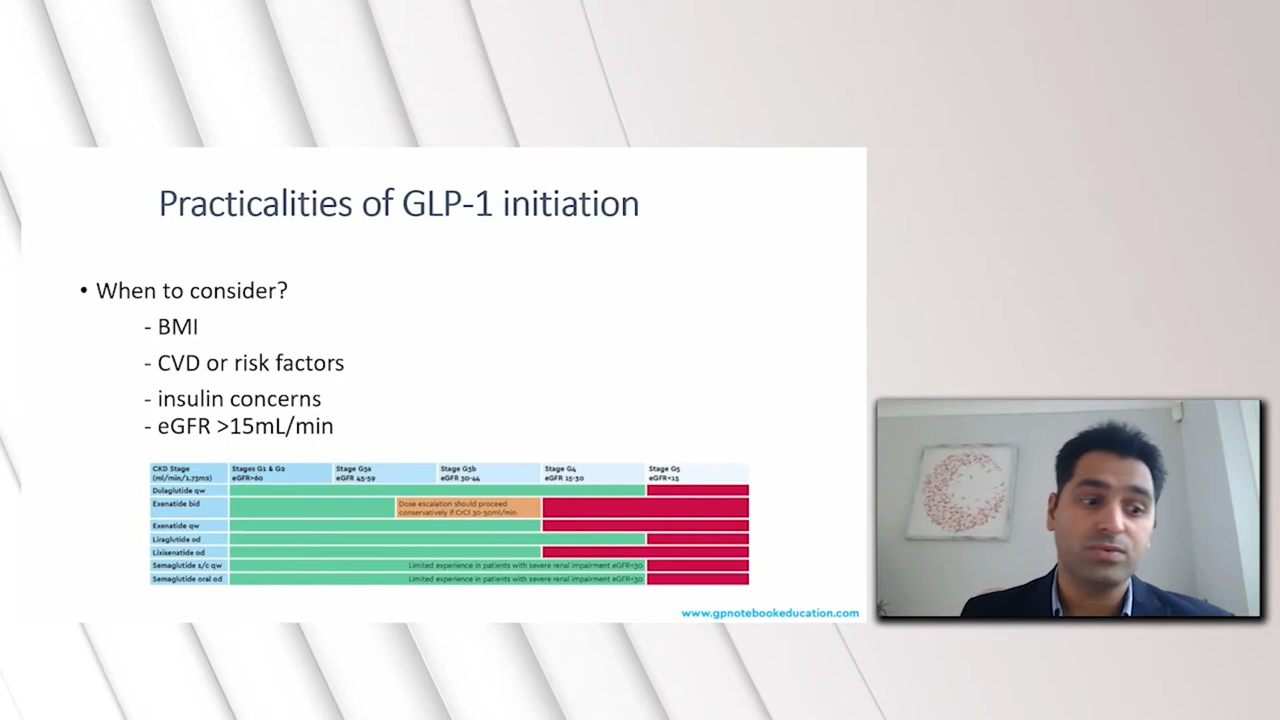 Practicalities of GLP-1 initiation
• When to consider?
- BMI
- CVD or risk factors
- insulin concerns
- eGFR >15mL/min
CKD Stage (ml/min/1.73m2)
Stages G1 & G2 eGFR>60
Stage G3a eGFR 45-59
Stage G3b eGFR 30-44
Stage G4 eGFR 15-30
Stage G5 eGFR<15
Dulaglutide qw
Exenatide bid
Dose escalation should proceed
conservatively if CrCl 30-50ml/min
Exenatide qw
Liraglutide od
Lixisenatide od
Semaglutide s/c qw
Limited experience in patients with severe renal impairment eGFR<30
Semaglutide oral od
Limited experience in patients with severe renal impairment eGFR<30
www.gpnotebookeducation.com